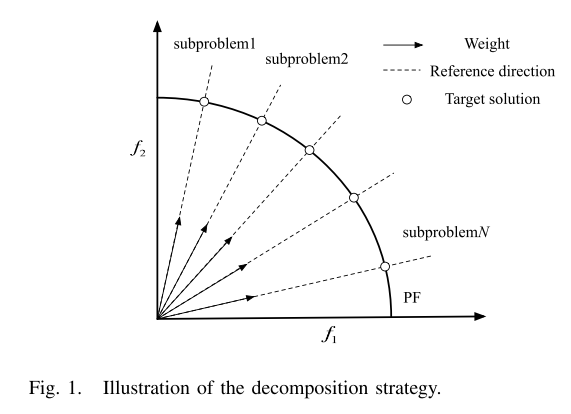 subproblem1
subproblem2
Weight
Reference direction
Target solution
f2
subproblemN
PF
f1
Fig. 1. Illustration of the decomposition strategy.